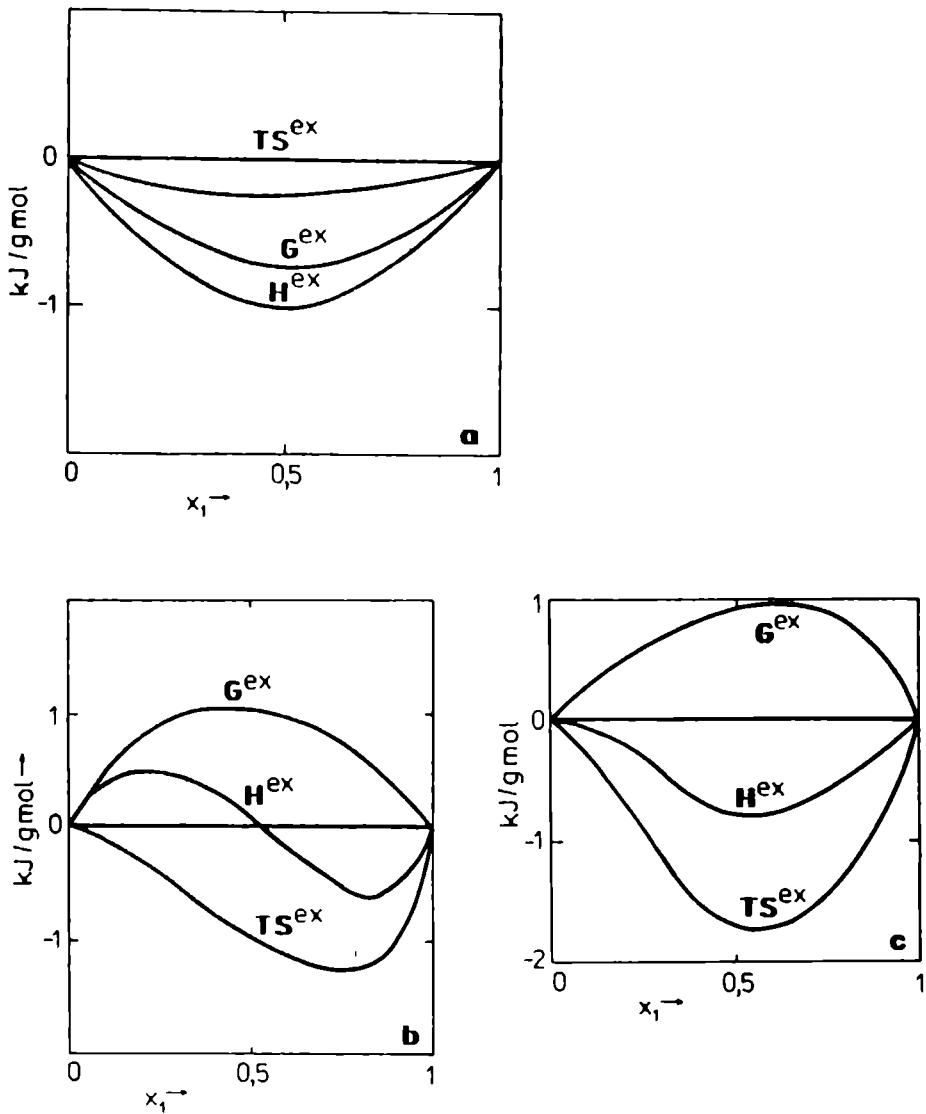 TS^ex
0
G^ex
kJ/gmol
H^ex
-1
a
0 0,5 1
x₁→
1
G^ex
H^ex
0
kJ/gmol→
TS^ex
-1
b
0 0,5 1
x₁→
1
G^ex
0
kJ/gmol
H^ex
-1
TS^ex
c
-2
0 0,5 1
x₁→